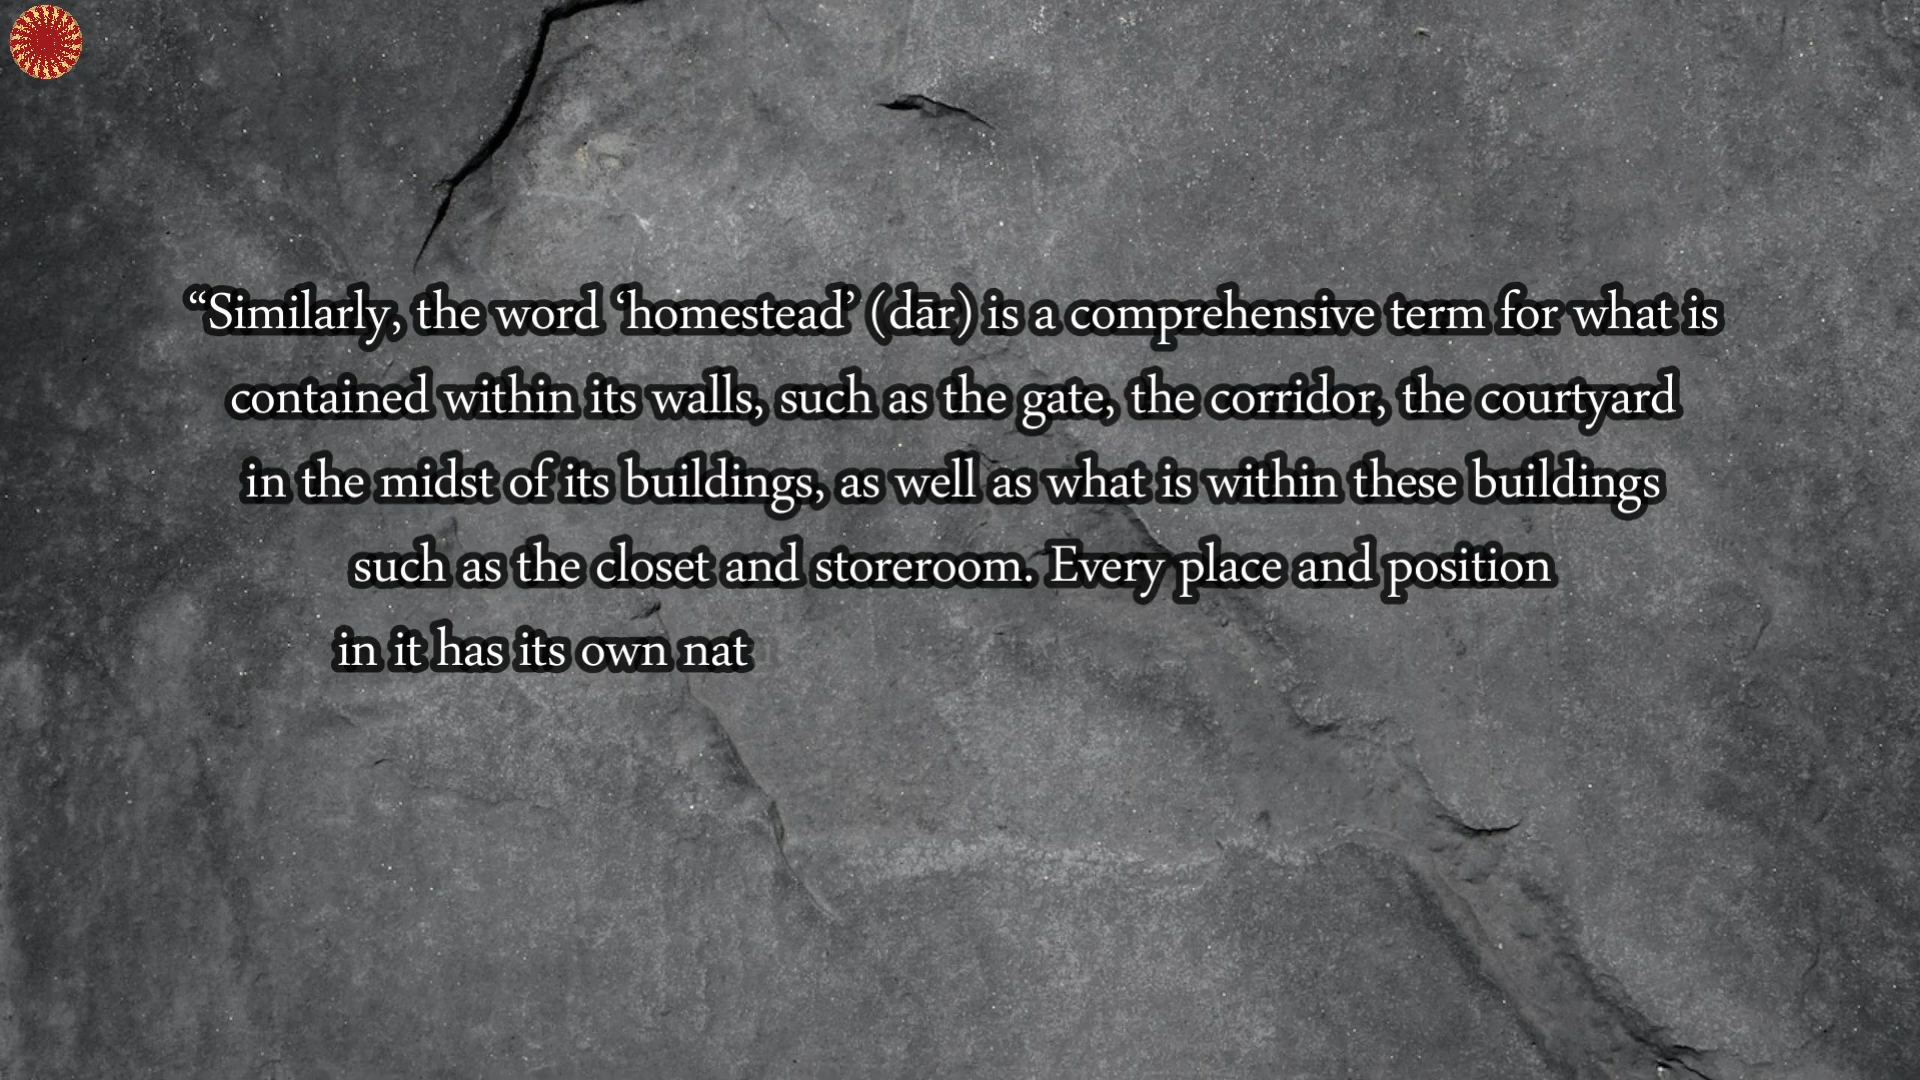 “Similarly, the word ‘homestead’ (dār) is a comprehensive term for what is
contained within its walls, such as the gate, the corridor, the courtyard
in the midst of its buildings, as well as what is within these buildings
such as the closet and storeroom. Every place and position
in it has its own nat